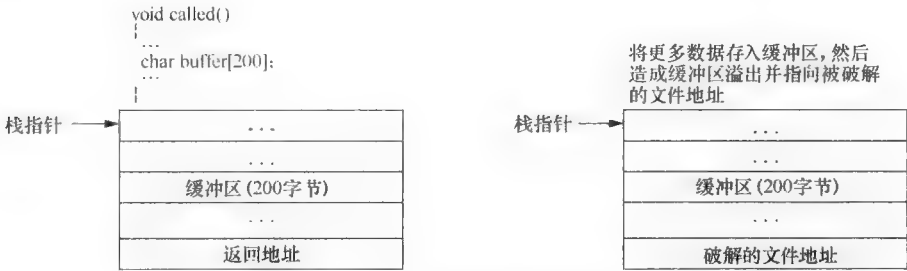 void called()
{
...
char buffer[200];
...
}
栈指针
...
...
缓冲区(200字节)
...
返回地址
将更多数据存入缓冲区,然后
造成缓冲区溢出并指向被破解
的文件地址
栈指针
...
...
缓冲区(200字节)
...
破解的文件地址